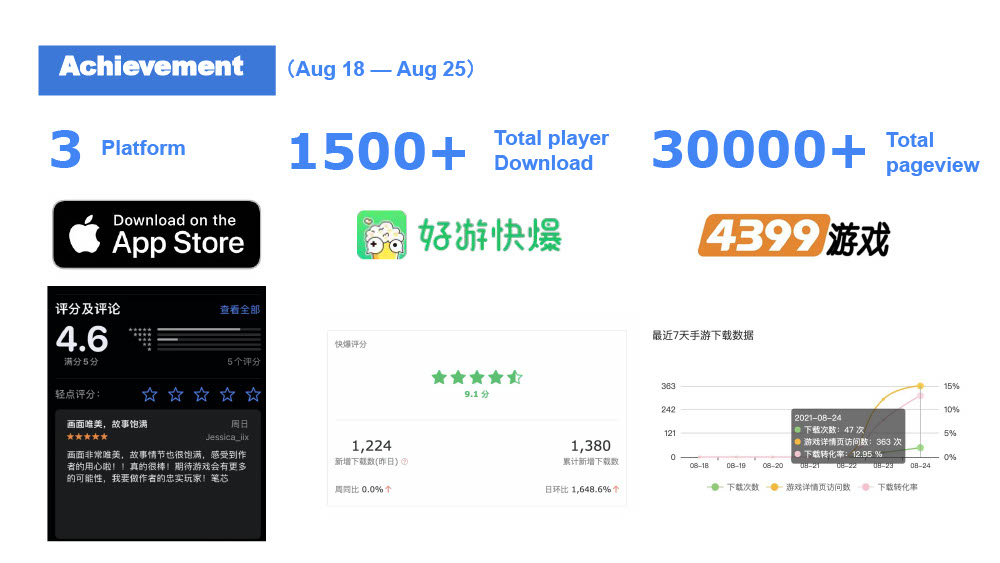 Achievement
（Aug 18 — Aug 25）
3 Platform
1500+ Total player
Download
30000+ Total
pageview
Download on the
App Store
好游快爆
4399游戏
评分及评论 查看全部
4.6
满分5分 5个评分
轻点评分：
画面唯美，故事饱满 周日
Jessica_iix
画面非常唯美，故事情节也很饱满，感受到作
者的用心啦！！真的很棒！期待游戏会有更多
的可能性，我要做作者的忠实玩家！笔芯
快爆评分
9.1 分
1,224 1,380
新增下载数(昨日) 累计新增下载数
周同比 0.0% 日环比 1,648.6%
最近7天手游下载数据
363 15%
242 10%
121 5%
0 0%
2021-08-24
下载次数：47 次
游戏详情页访问数：363 次
下载转化率：12.95 %
08-18 08-19 08-20 08-21 08-22 08-23 08-24
下载次数 游戏详情页访问数 下载转化率